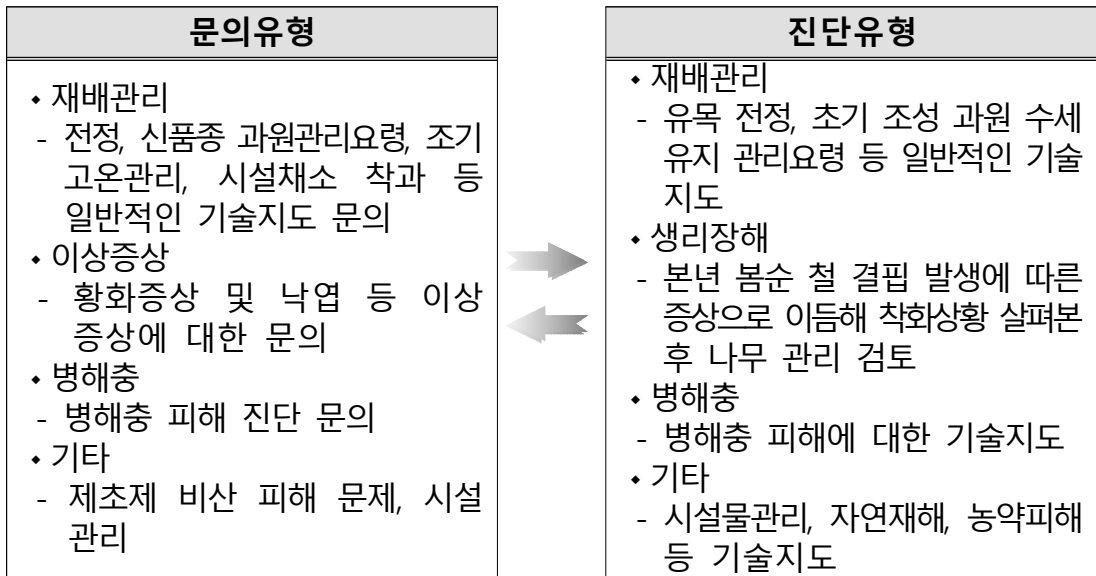 문의유형
⬩재배관리
- 전정, 신품종 과원관리요령, 조기
고온관리, 시설채소 착과 등
일반적인 기술지도 문의
⬩이상증상
- 황화증상 및 낙엽 등 이상
증상에 대한 문의
⬩병해충
- 병해충 피해 진단 문의
⬩기타
- 제초제 비산 피해 문제, 시설
관리
진단유형
⬩재배관리
- 유목 전정, 초기 조성 과원 수세
유지 관리요령 등 일반적인 기술
지도
⬩생리장해
- 본년 봄순 철 결핍 발생에 따른
증상으로 이듬해 착화상황 살펴본
후 나무 관리 검토
⬩병해충
- 병해충 피해에 대한 기술지도
⬩기타
- 시설물관리, 자연재해, 농약피해
등 기술지도